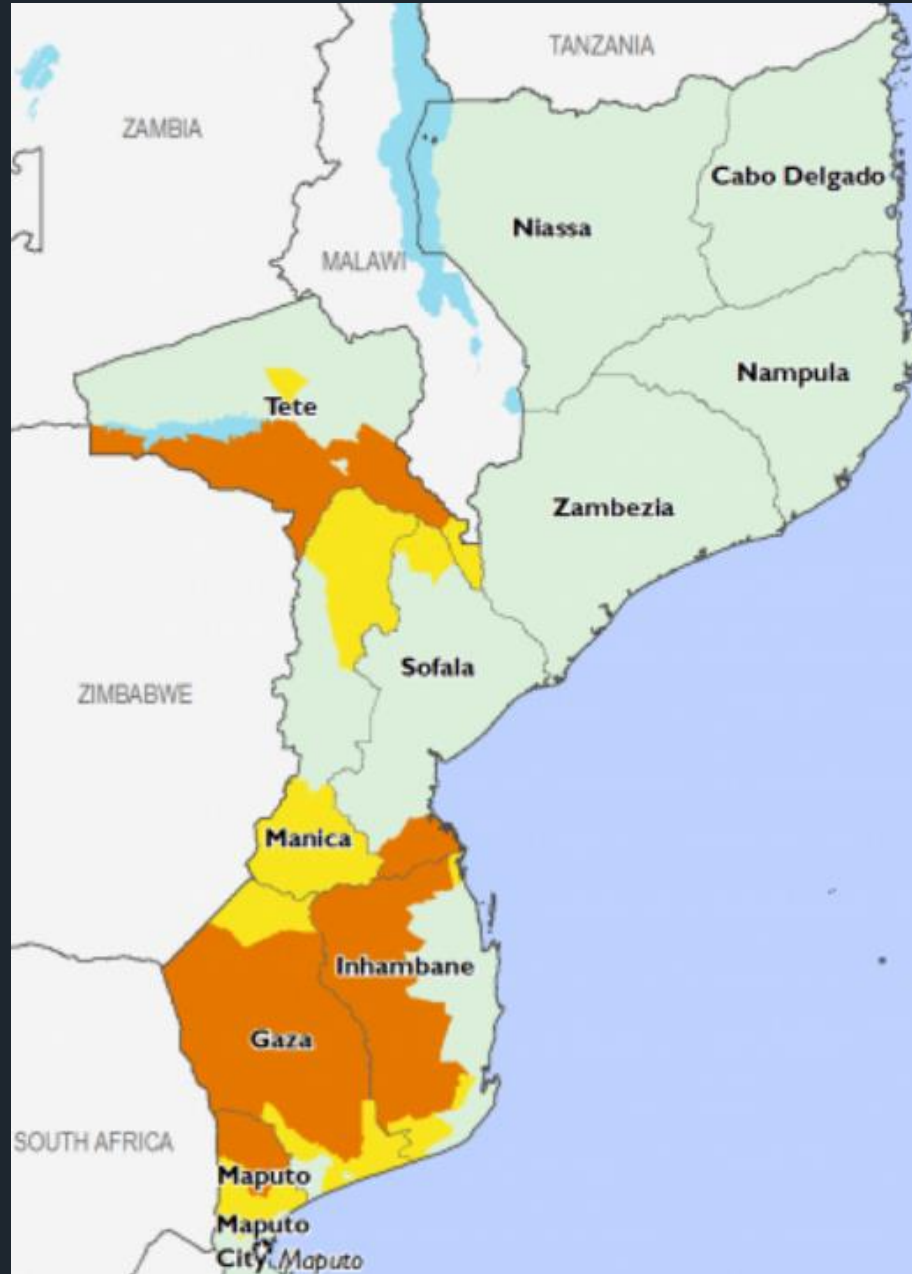 TANZANIA
ZAMBIA
Cabo Delgado
Niassa
MALAWI
Nampula
Tete
Zambezia
Sofala
ZIMBABWE
Manica
Inhambane
Gaza
SOUTH AFRICA
Maputo
Maputo
City
Maputo